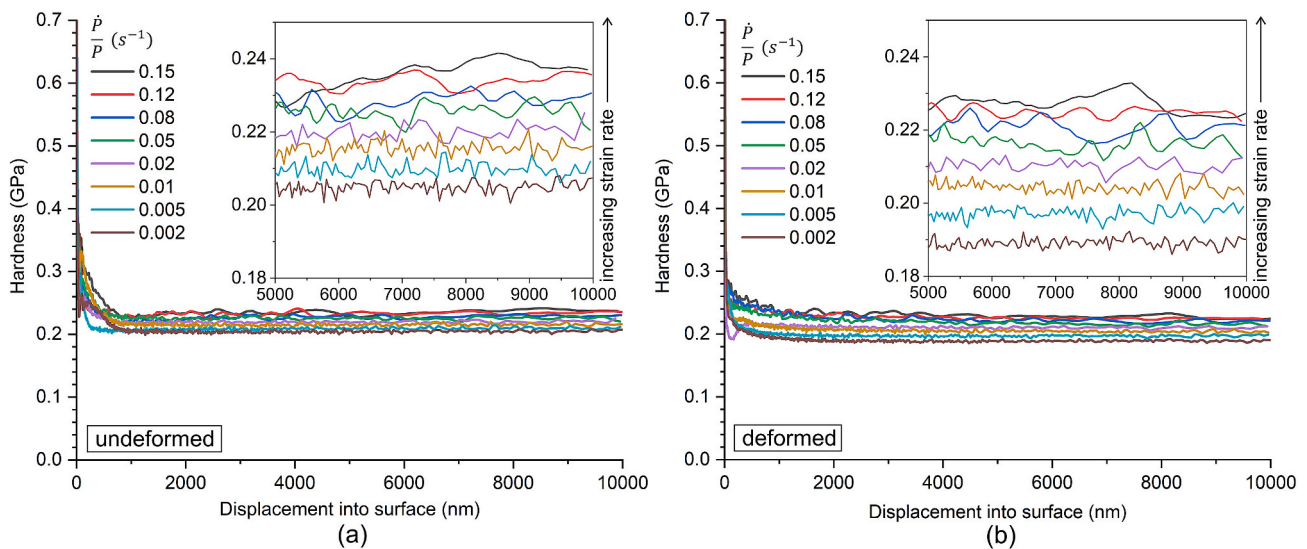 0.7
0.6
0.5
0.4
0.3
0.2
0.1
0.0
Hardness (GPa)
Ṗ/P (s⁻¹)
0.15
0.12
0.08
0.05
0.02
0.01
0.005
0.002
0.24
0.22
0.20
0.18
5000 6000 7000 8000 9000 10000
increasing strain rate
undeformed
0 2000 4000 6000 8000 10000
Displacement into surface (nm)
(a)
0.7
0.6
0.5
0.4
0.3
0.2
0.1
0.0
Hardness (GPa)
Ṗ/P (s⁻¹)
0.15
0.12
0.08
0.05
0.02
0.01
0.005
0.002
0.24
0.22
0.20
0.18
5000 6000 7000 8000 9000 10000
increasing strain rate
deformed
0 2000 4000 6000 8000 10000
Displacement into surface (nm)
(b)